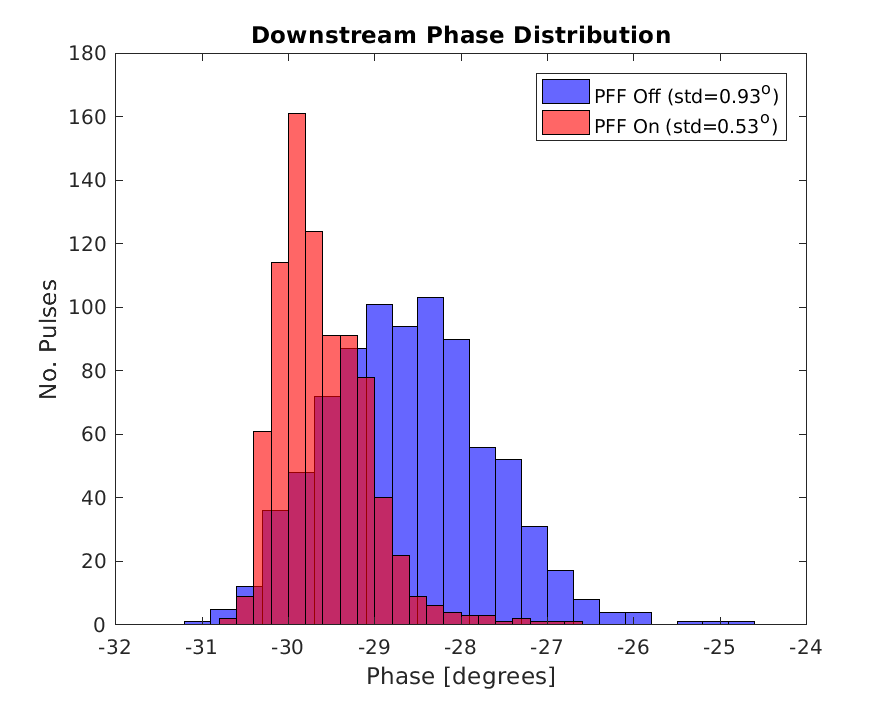 Downstream Phase Distribution
180
160
140
120
100
80
60
40
20
0
No. Pulses
PFF Off (std=0.93°)
PFF On (std=0.53°)
-32 -31 -30 -29 -28 -27 -26 -25 -24
Phase [degrees]